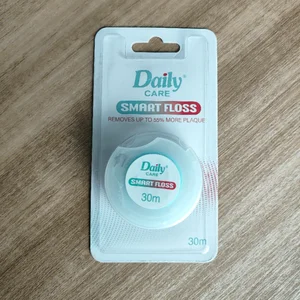 Daily®
CARE
SMART FLOSS
REMOVES UP TO 55% MORE PLAQUE
Daily®
CARE
SMART FLOSS
30m
30m